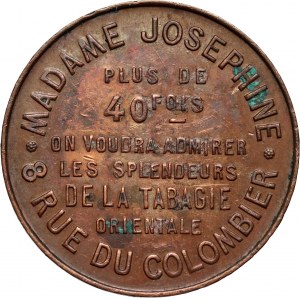 MADAME JOSEPHINE
PLUS DE
40 FOIS
ON VOUDRA ADMIRER
LES SPLENDEURS
DE LA TABAGIE
ORIENTALE
8 RUE DU COLOMBIER